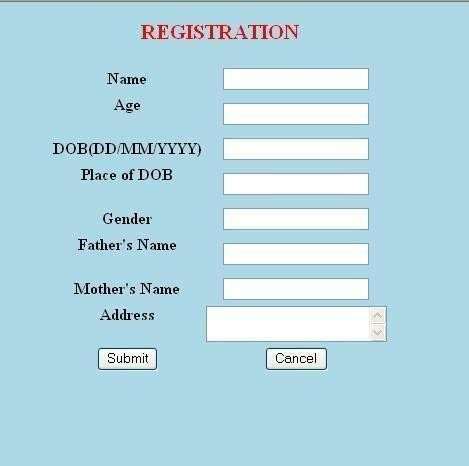 REGISTRATION
Name
Age
DOB(DD/MM/YYYY)
Place of DOB
Gender
Father's Name
Mother's Name
Address
Submit Cancel